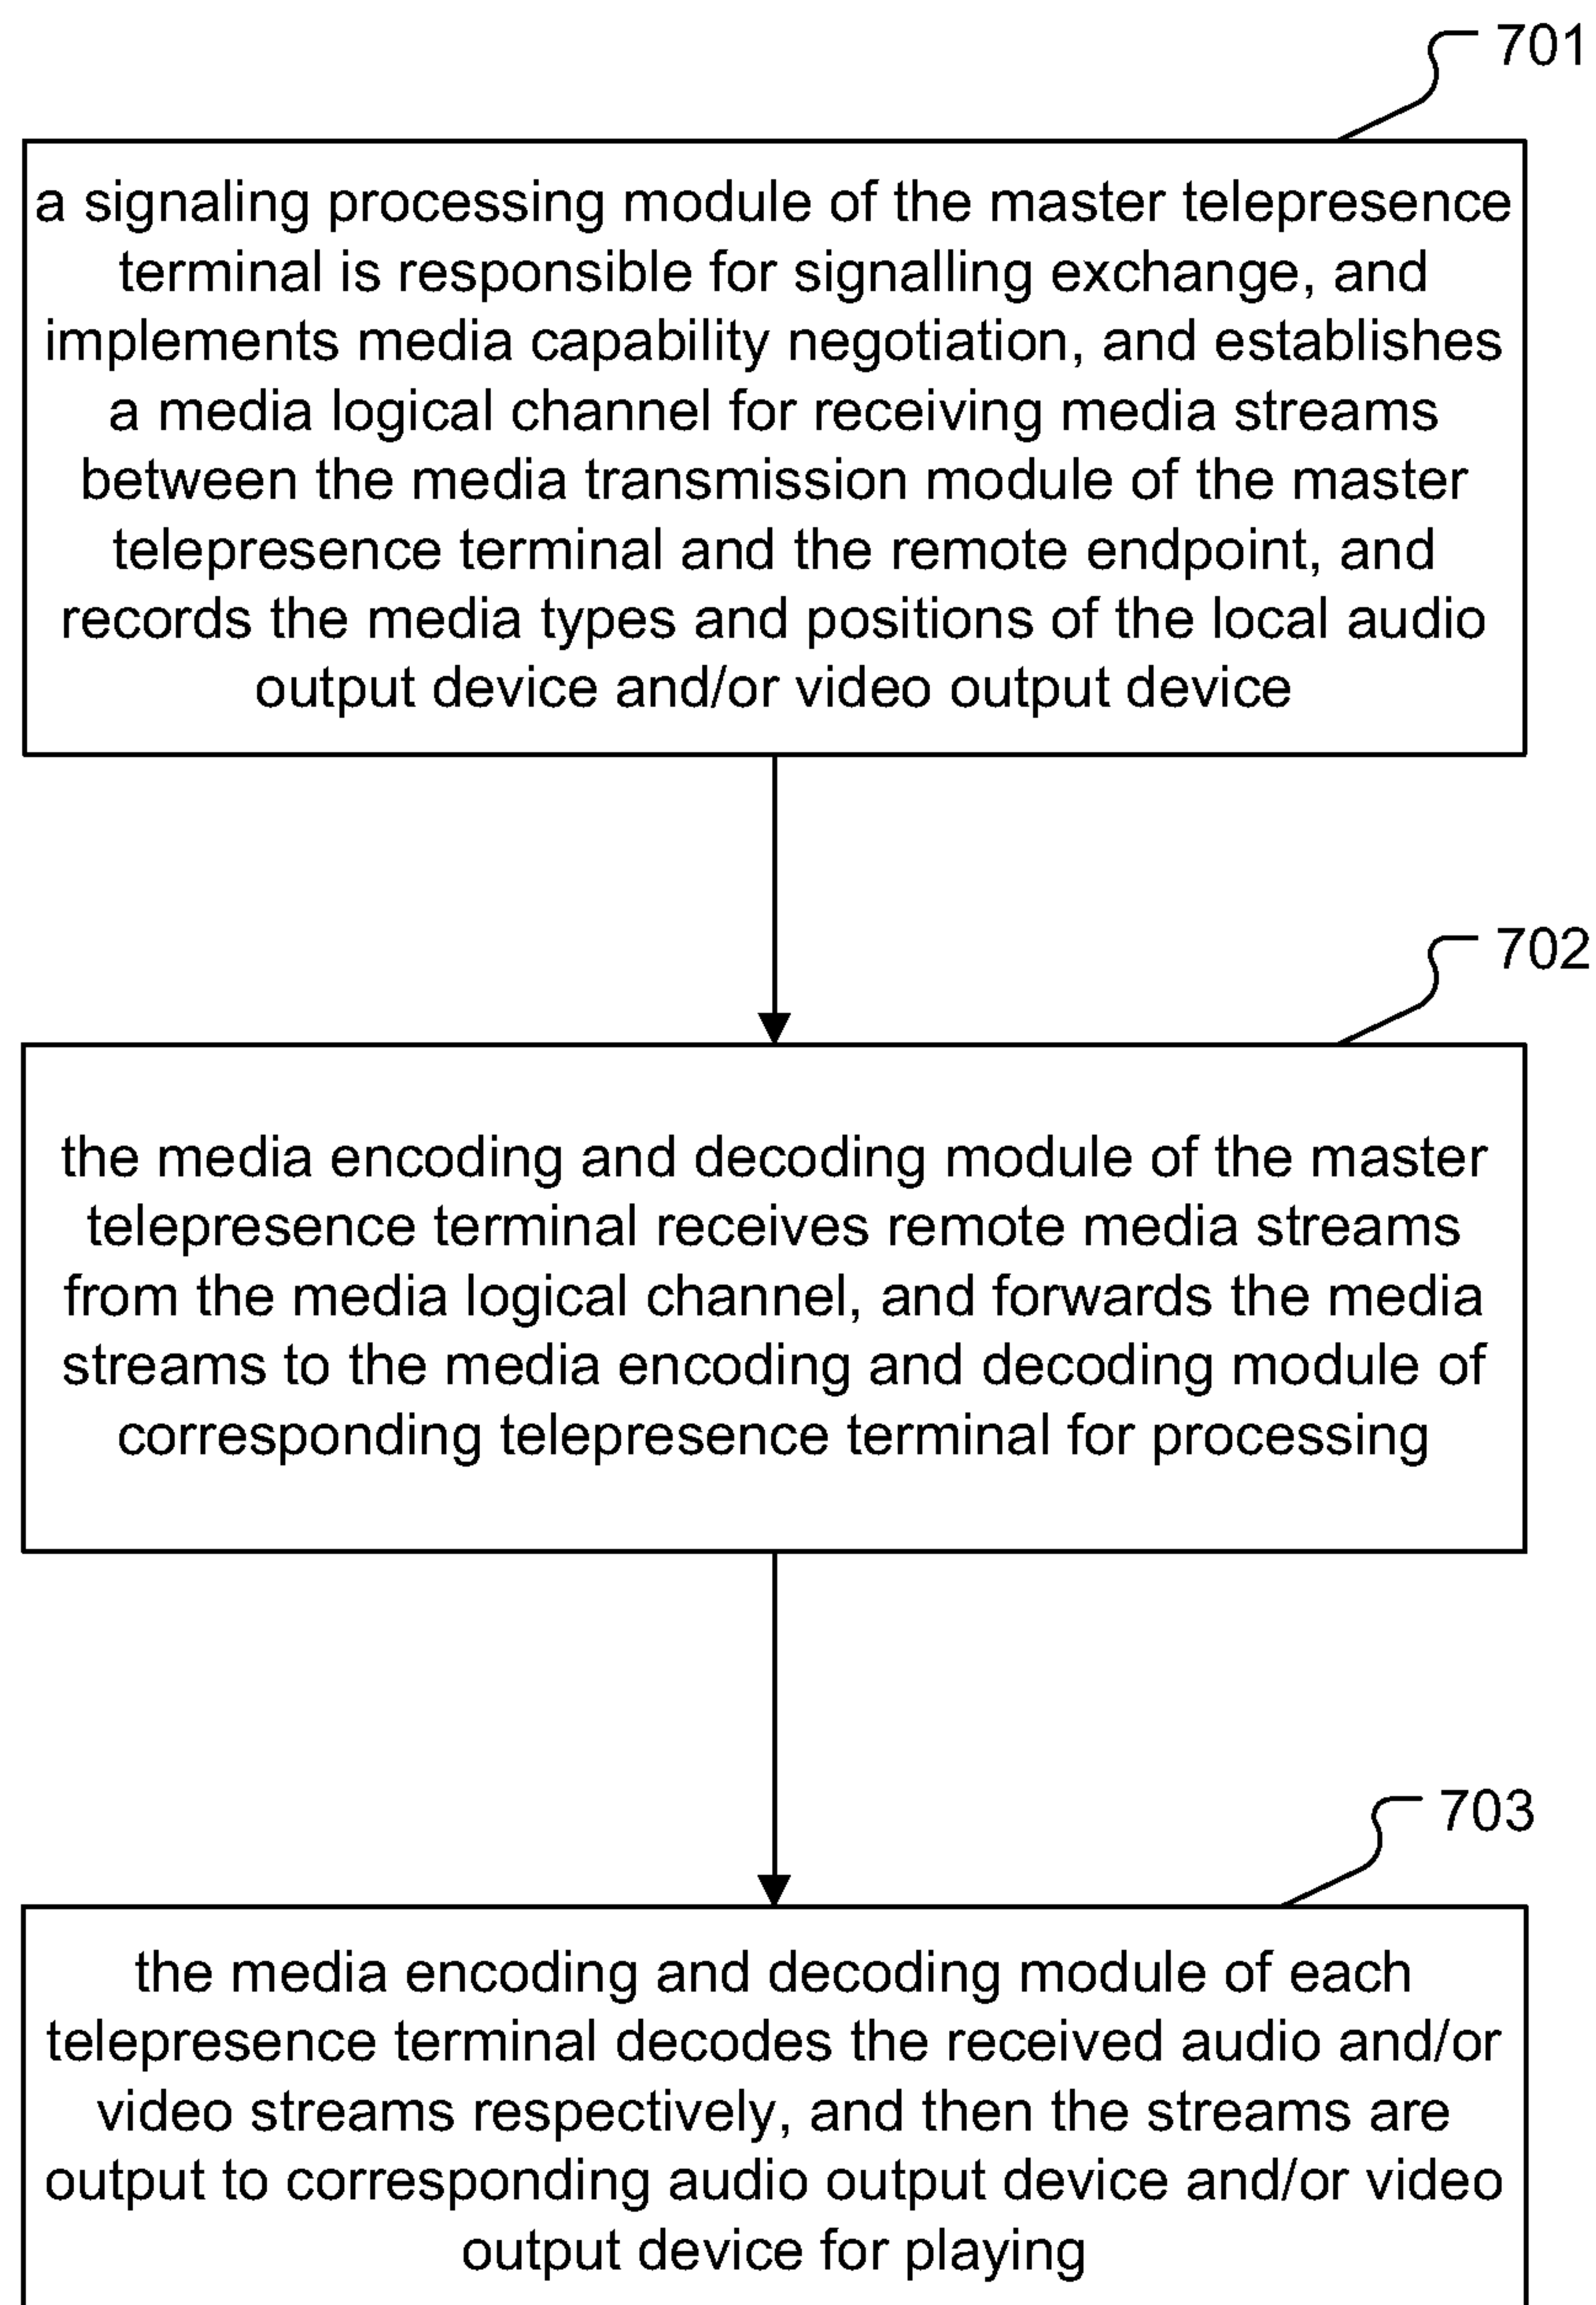 701
a signaling processing module of the master telepresence
terminal is responsible for signalling exchange, and
implements media capability negotiation, and establishes
a media logical channel for receiving media streams
between the media transmission module of the master
telepresence terminal and the remote endpoint, and
records the media types and positions of the local audio
output device and/or video output device
702
the media encoding and decoding module of the master
telepresence terminal receives remote media streams
from the media logical channel, and forwards the media
streams to the media encoding and decoding module of
corresponding telepresence terminal for processing
703
the media encoding and decoding module of each
telepresence terminal decodes the received audio and/or
video streams respectively, and then the streams are
output to corresponding audio output device and/or video
output device for playing